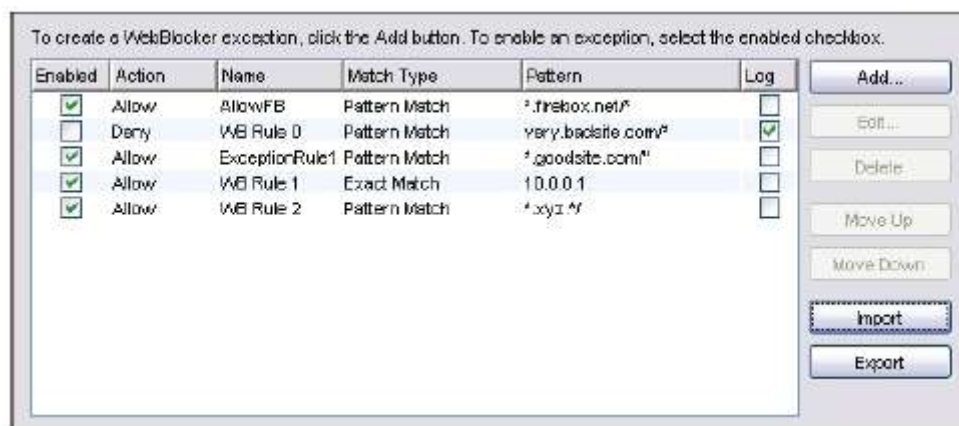 To create a WebBlocker exception, click the Add button. To enable an exception, select the enabled checkbox.
Enabled Action Name Match Type Pattern Log
Allow AllowFB Pattern Match *.firebox.net/*
Deny WB Rule 0 Pattern Match very.badsite.com/*
Allow ExceptionRule1 Pattern Match *.goodsite.com/*
Allow WB Rule 1 Exact Match 10.0.0.1
Allow WB Rule 2 Pattern Match *.xyz.*/
Add...
Edit...
Delete
Move Up
Move Down
Import
Export